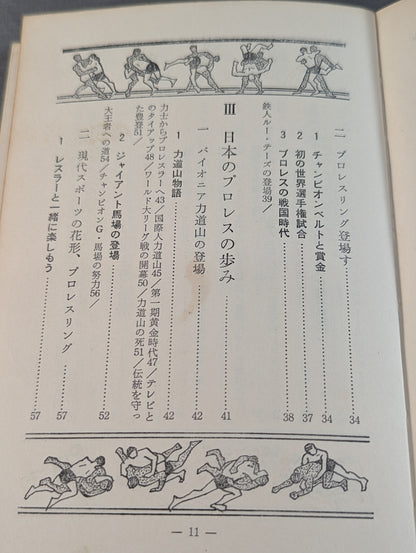 二 プロレスリング登場す……34
1 チャンピオンベルトと賞金……34
2 初の世界選手権試合……37
3 プロレスの戦国時代……38
鉄人ルー・テーズの登場39／
Ⅲ 日本のプロレスの歩み……41
一 パイオニア力道山の登場……42
1 力道山物語……42
力士からプロレスラーへ43／国際人力道山45／第一期黄金時代47／テレビと
のタイアップ48／ワールド大リーグ戦の開幕50／力道山の死51／伝統を守っ
た豊登51／
2 ジャイアント馬場の登場……52
大王者への道54／チャンピオンG・馬場の努力56／
二 現代スポーツの花形、プロレスリング……57
1 レスラーと一緒に楽しもう……57
— 11 —